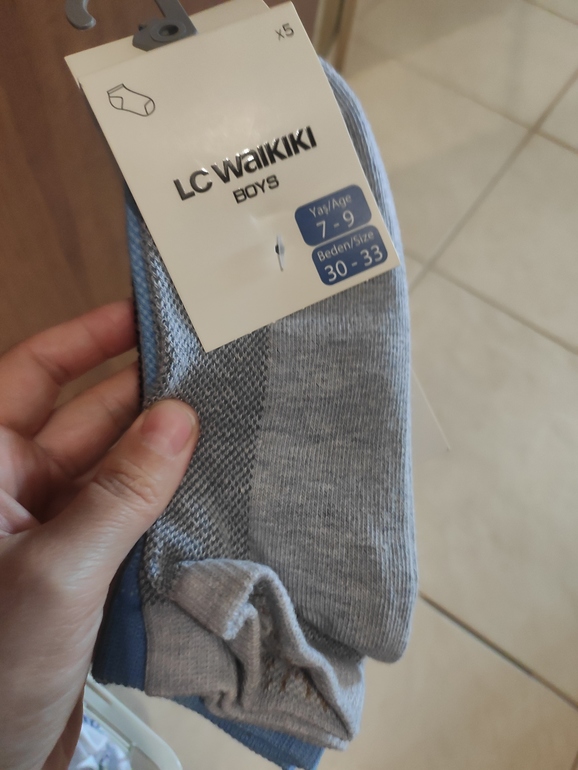 x5
LC WAIKIKI
BOYS
Yaş/Age
7 - 9
Beden/Size
30 - 33